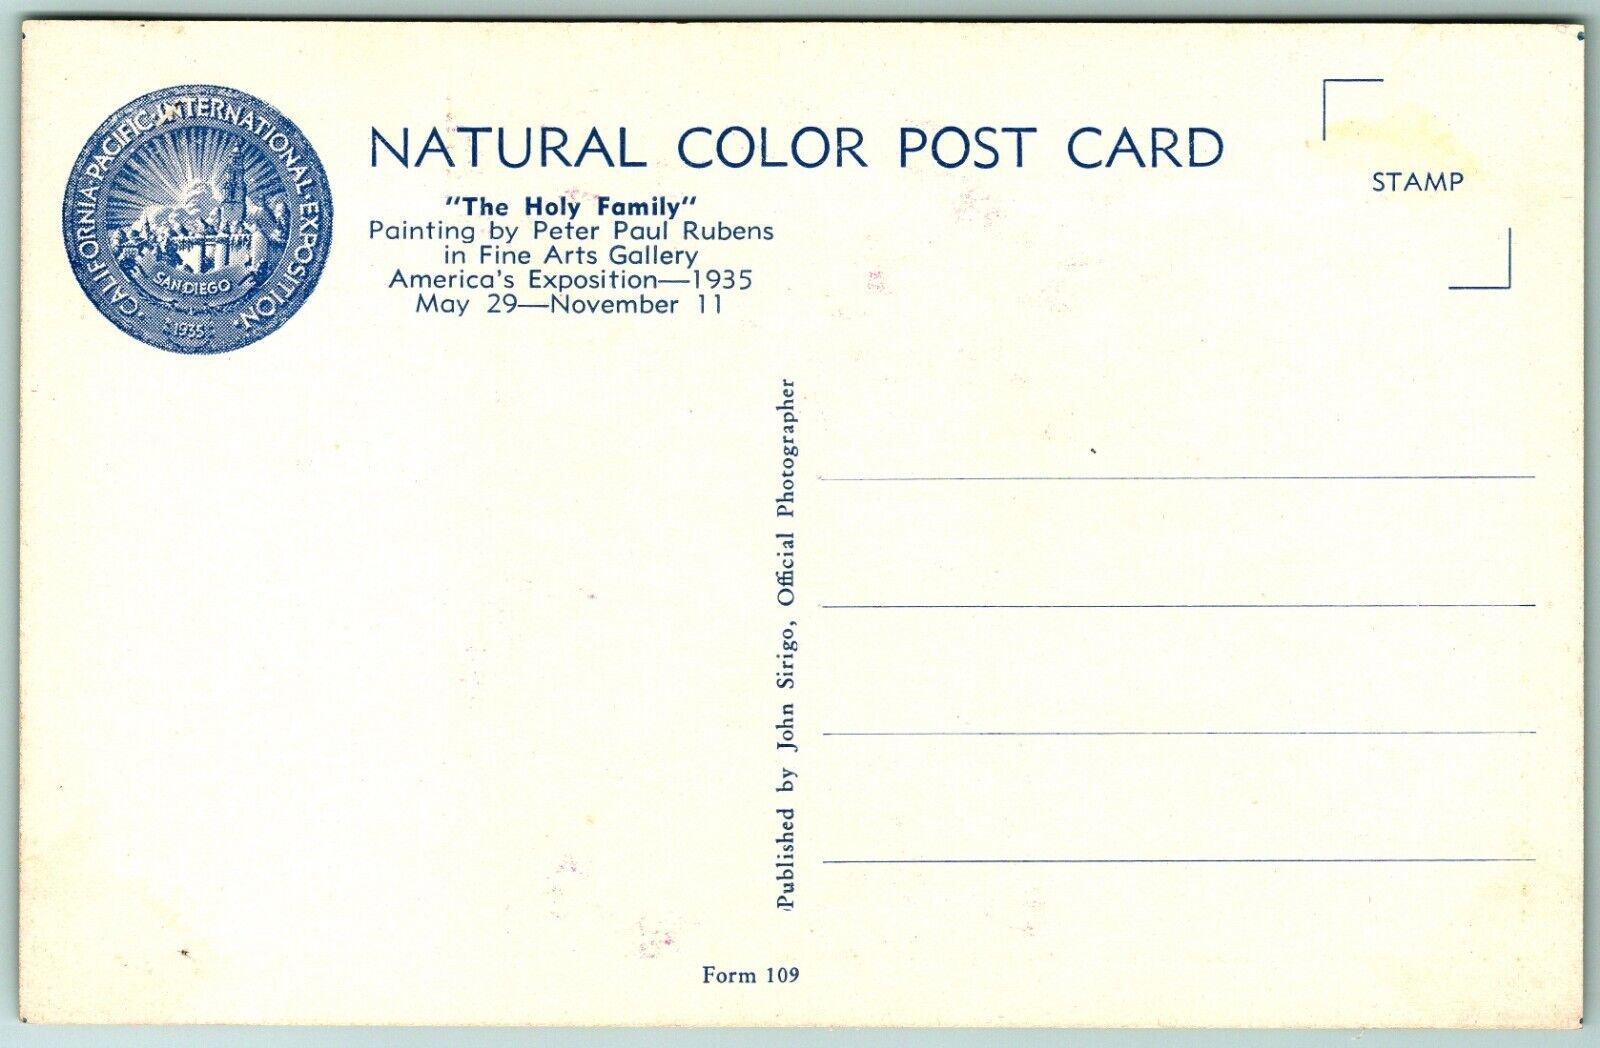 CALIFORNIA·PACIFIC·INTERNATIONAL·EXPOSITION·
SAN DIEGO
1935
NATURAL COLOR POST CARD
"The Holy Family"
Painting by Peter Paul Rubens
in Fine Arts Gallery
America's Exposition—1935
May 29—November 11
STAMP
Published by John Sirigo, Official Photographer
Form 109